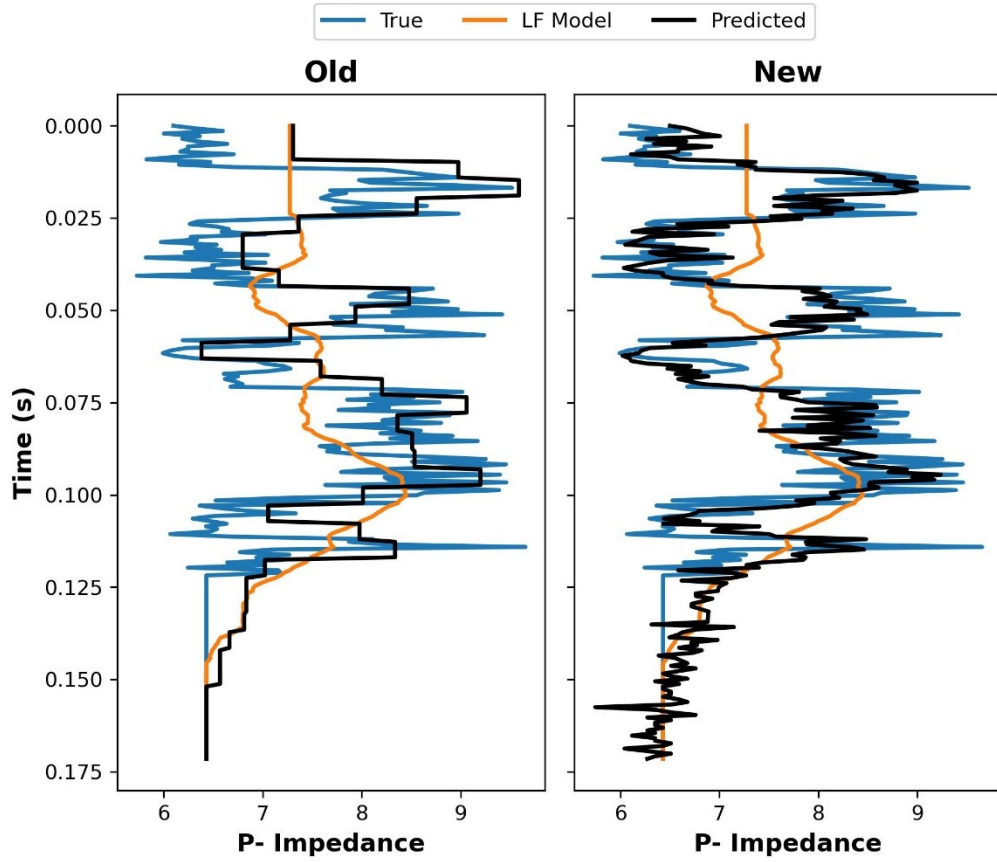 True LF Model Predicted
Old New
0.000
0.025
0.050
0.075
0.100
0.125
0.150
0.175
Time (s)
6 7 8 9 6 7 8 9
P- Impedance P- Impedance